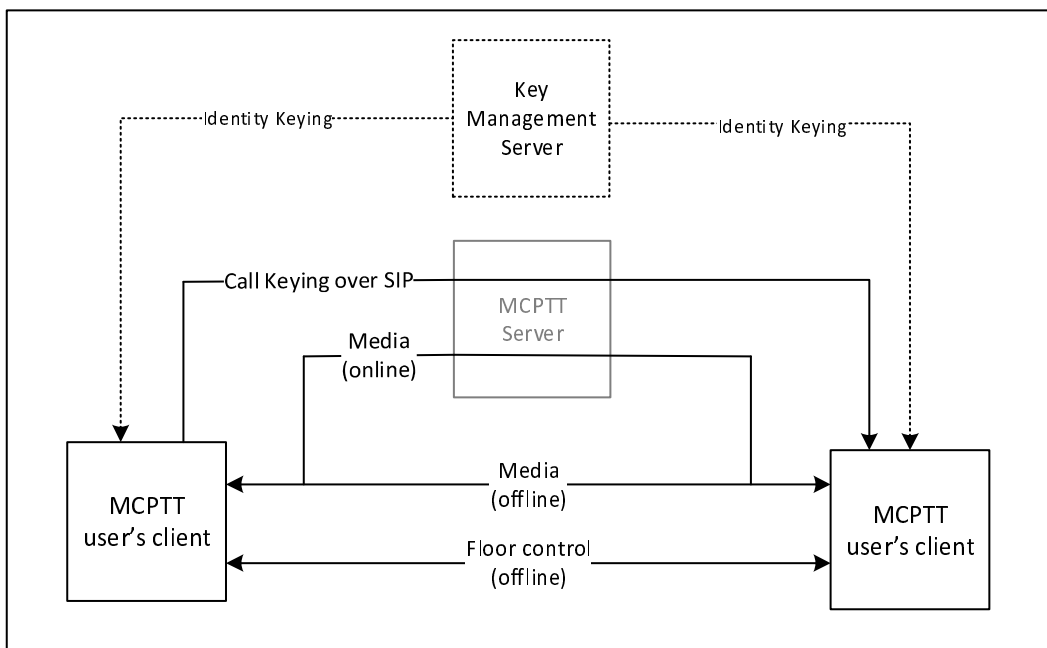 Key
Management
Server
Identity Keying
Identity Keying
Call Keying over SIP
MCPTT
Server
Media
(online)
Media
(offline)
MCPTT
user’s client
MCPTT
user’s client
Floor control
(offline)